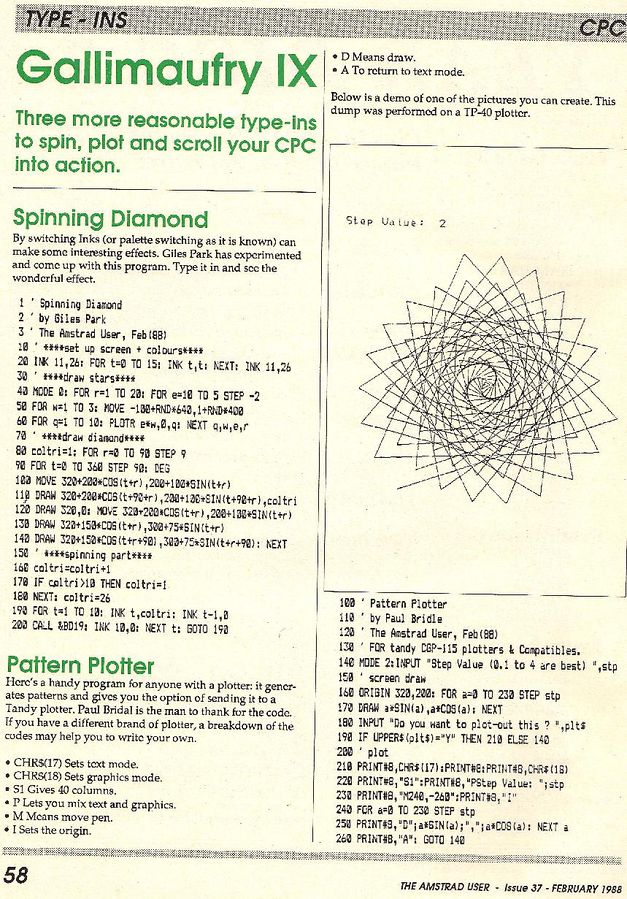 TYPE - INS
CPC
Gallimaufry IX
Three more reasonable type-ins
to spin, plot and scroll your CPC
into action.
Spinning Diamond
By switching Inks (or palette switching as it is known) can
make some interesting effects. Giles Park has experimented
and come up with this program. Type it in and see the
wonderful effect.
1 ' Spinning Diamond
2 ' by Giles Park
3 ' The Amstrad User, Feb(88)
10 ' ****set up screen + colours****
20 INK 11,26: FOR t=0 TO 15: INK t,t: NEXT: INK 11,26
30 ' ****draw stars****
40 MODE 0: FOR r=1 TO 20: FOR e=10 TO 5 STEP -2
50 FOR w=1 TO 3: MOVE -100+RND*640,1+RND*400
60 FOR q=1 TO 10: PLOTR e*w,0,q: NEXT q,w,e,r
70 ' ****draw diamond****
80 coltri=1: FOR r=0 TO 90 STEP 9
90 FOR t=0 TO 360 STEP 90: DEG
100 MOVE 320+200*COS(t+r),200+100*SIN(t+r)
110 DRAW 320+200*COS(t+90+r),200+100*SIN(t+90+r),coltri
120 DRAW 320,0: MOVE 320+200*COS(t+r),200+100*SIN(t+r)
130 DRAW 320+150*COS(t+r),300+75*SIN(t+r)
140 DRAW 320+150*COS(t+r+90),300+75*SIN(t+r+90): NEXT
150 ' ****spinning part****
160 coltri=coltri+1
170 IF coltri>10 THEN coltri=1
180 NEXT: coltri=26
190 FOR t=1 TO 10: INK t,coltri: INK t-1,0
200 CALL &BD19: INK 10,0: NEXT t: GOTO 190
Pattern Plotter
Here's a handy program for anyone with a plotter: it gener-
ates patterns and gives you the option of sending it to a
Tandy plotter. Paul Bridal is the man to thank for the code.
If you have a different brand of plotter, a breakdown of the
codes may help you to write your own.
• CHR$(17) Sets text mode.
• CHR$(18) Sets graphics mode.
• S1 Gives 40 columns.
• P Lets you mix text and graphics.
• M Means move pen.
• I Sets the origin.
• D Means draw.
• A To return to text mode.
Below is a demo of one of the pictures you can create. This
dump was performed on a TP-40 plotter.
Step Value: 2
100 ' Pattern Plotter
110 ' by Paul Bridle
120 ' The Amstrad User, Feb(88)
130 ' FOR tandy CGP-115 plotters & Compatibles.
140 MODE 2:INPUT "Step Value (0.1 to 4 are best) ",stp
150 ' screen draw
160 ORIGIN 320,200: FOR a=0 TO 230 STEP stp
170 DRAW a*SIN(a),a*COS(a): NEXT
180 INPUT "Do you want to plot-out this ? ",plt$
190 IF UPPER$(plt$)="Y" THEN 210 ELSE 140
200 ' plot
210 PRINT#8,CHR$(17):PRINT#8:PRINT#8,CHR$(18)
220 PRINT#8,"S1":PRINT#8,"PStep Value: ";stp
230 PRINT#8,"M240,-260":PRINT#8,"I"
240 FOR a=0 TO 230 STEP stp
250 PRINT#8,"D";a*SIN(a);",";a*COS(a): NEXT a
260 PRINT#8,"A": GOTO 140
58
THE AMSTRAD USER - Issue 37 - FEBRUARY 1988